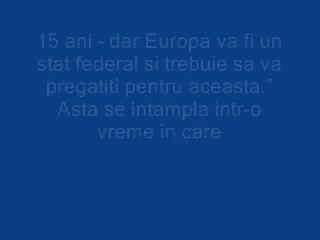 15 ani - dar Europa va fi un
stat federal si trebuie sa va
pregatiti pentru aceasta."
Asta se intampla intr-o
vreme in care